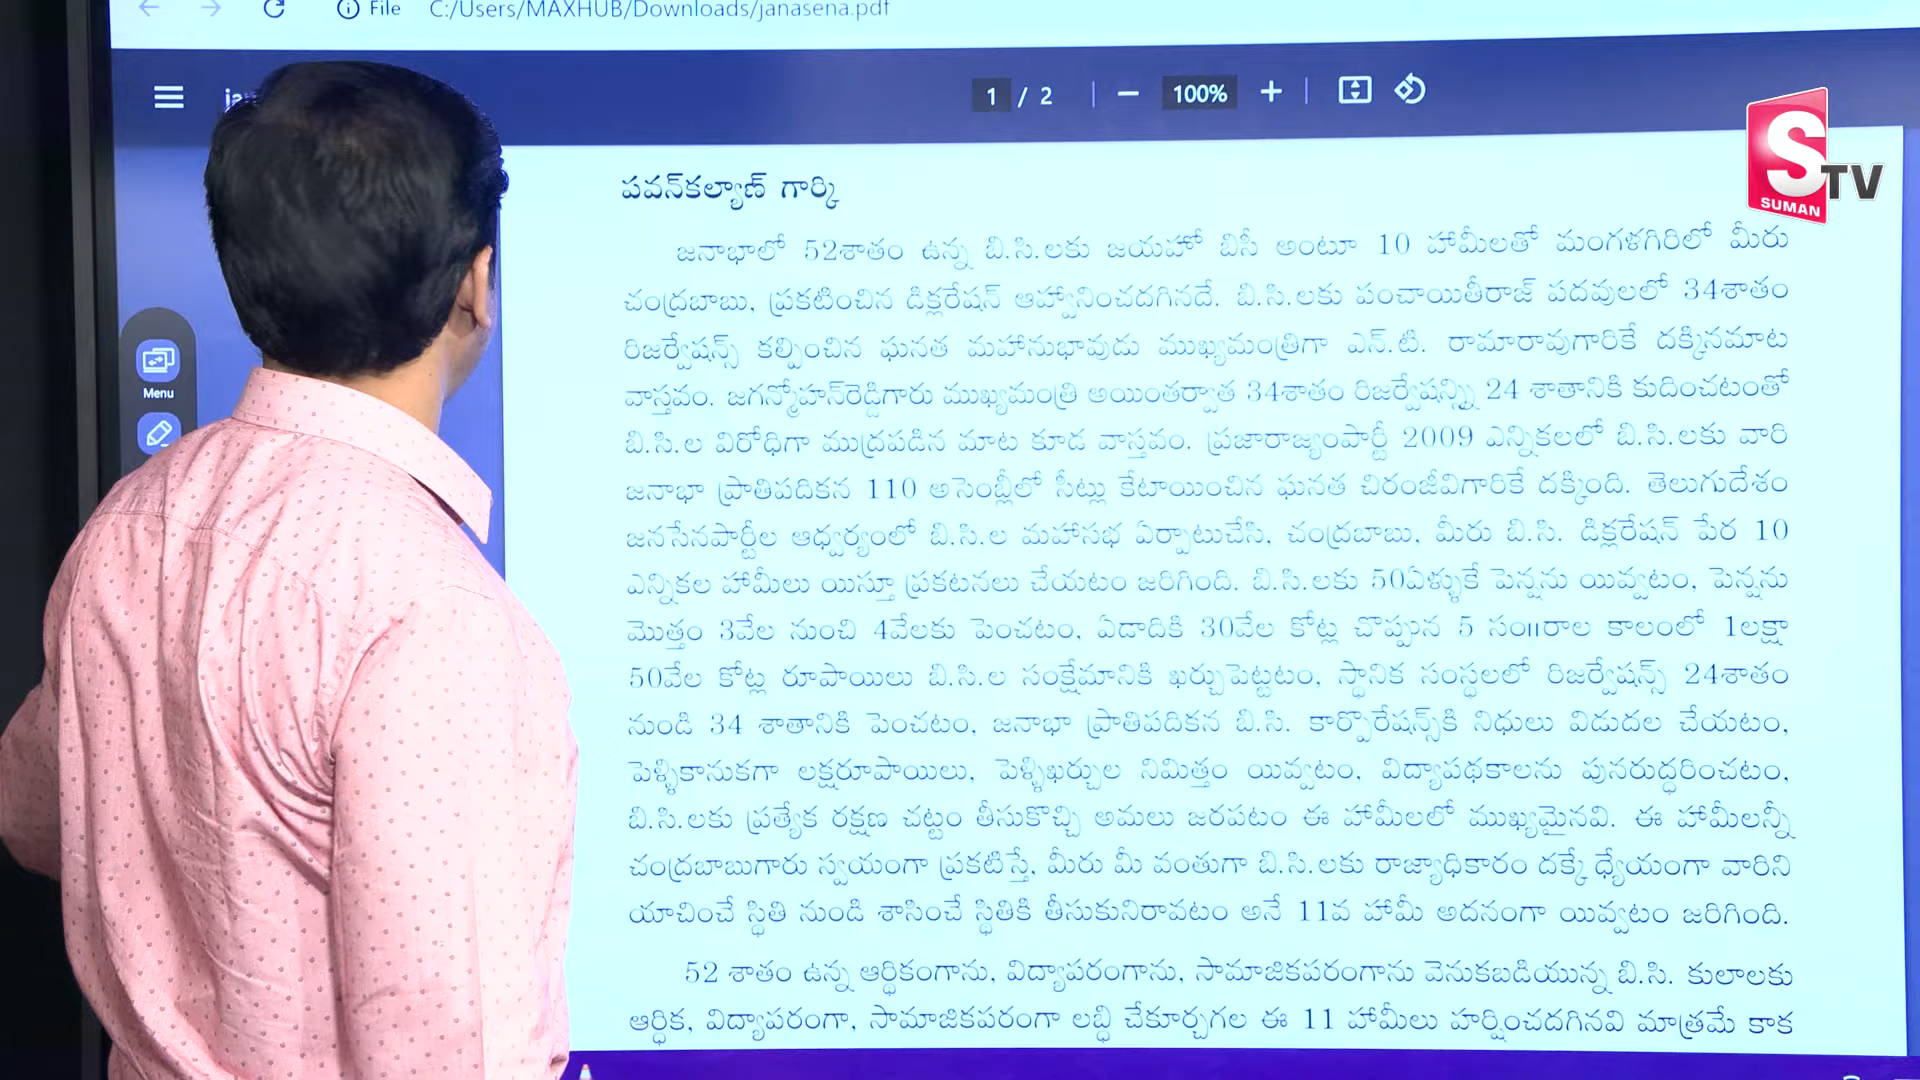 File C:/Users/MAXHUB/Downloads/janasena.pdf
1 / 2 100%
S TV
SUMAN
Menu
పవన్‌కల్యాణ్ గార్కి
జనాభాలో 52శాతం ఉన్న బి.సి.లకు జయహో బిసీ అంటూ 10 హామీలతో మంగళగిరిలో మీరు
చంద్రబాబు, ప్రకటించిన డిక్లరేషన్ ఆహ్వానించదగినదే. బి.సి.లకు పంచాయితీరాజ్ పదవులలో 34శాతం
రిజర్వేషన్స్ కల్పించిన ఘనత మహానుభావుడు ముఖ్యమంత్రిగా ఎన్.టి. రామారావుగారికే దక్కినమాట
వాస్తవం. జగన్మోహన్‌రెడ్డిగారు ముఖ్యమంత్రి అయింతర్వాత 34శాతం రిజర్వేషన్ని 24 శాతానికి కుదించటంతో
బి.సి.ల విరోధిగా ముద్రపడిన మాట కూడ వాస్తవం. ప్రజారాజ్యంపార్టీ 2009 ఎన్నికలలో బి.సి.లకు వారి
జనాభా ప్రాతిపదికన 110 అసెంబ్లీలో సీట్లు కేటాయించిన ఘనత చిరంజీవిగారికే దక్కింది. తెలుగుదేశం
జనసేనపార్టీల ఆధ్వర్యంలో బి.సి.ల మహాసభ ఏర్పాటుచేసి, చంద్రబాబు, మీరు బి.సి. డిక్లరేషన్ పేర 10
ఎన్నికల హామీలు యిస్తూ ప్రకటనలు చేయటం జరిగింది. బి.సి.లకు 50ఏళ్ళుకే పెన్షను యివ్వటం, పెన్షను
మొత్తం 3వేల నుంచి 4వేలకు పెంచటం, ఏడాదికి 30వేల కోట్ల చొప్పున 5 సం॥రాల కాలంలో 1లక్షా
50వేల కోట్ల రూపాయిలు బి.సి.ల సంక్షేమానికి ఖర్చుపెట్టటం, స్థానిక సంస్థలలో రిజర్వేషన్స్ 24శాతం
నుండి 34 శాతానికి పెంచటం, జనాభా ప్రాతిపదికన బి.సి. కార్పొరేషన్స్‌కి నిధులు విడుదల చేయటం,
పెళ్ళికానుకగా లక్షరూపాయిలు, పెళ్ళిఖర్చుల నిమిత్తం యివ్వటం, విద్యాపథకాలను పునరుద్ధరించటం,
బి.సి.లకు ప్రత్యేక రక్షణ చట్టం తీసుకొచ్చి అమలు జరపటం ఈ హామీలలో ముఖ్యమైనవి. ఈ హామీలన్నీ
చంద్రబాబుగారు స్వయంగా ప్రకటిస్తే, మీరు మీ వంతుగా బి.సి.లకు రాజ్యాధికారం దక్కే ధ్యేయంగా వారిని
యాచించే స్థితి నుండి శాసించే స్థితికి తీసుకునిరావటం అనే 11వ హామీ అదనంగా యివ్వటం జరిగింది.
52 శాతం ఉన్న ఆర్థికంగాను, విద్యాపరంగాను, సామాజికపరంగాను వెనుకబడియున్న బి.సి. కులాలకు
ఆర్ధిక, విద్యాపరంగా, సామాజికపరంగా లబ్ధి చేకూర్చగల ఈ 11 హామీలు హర్షించదగినవి మాత్రమే కాక